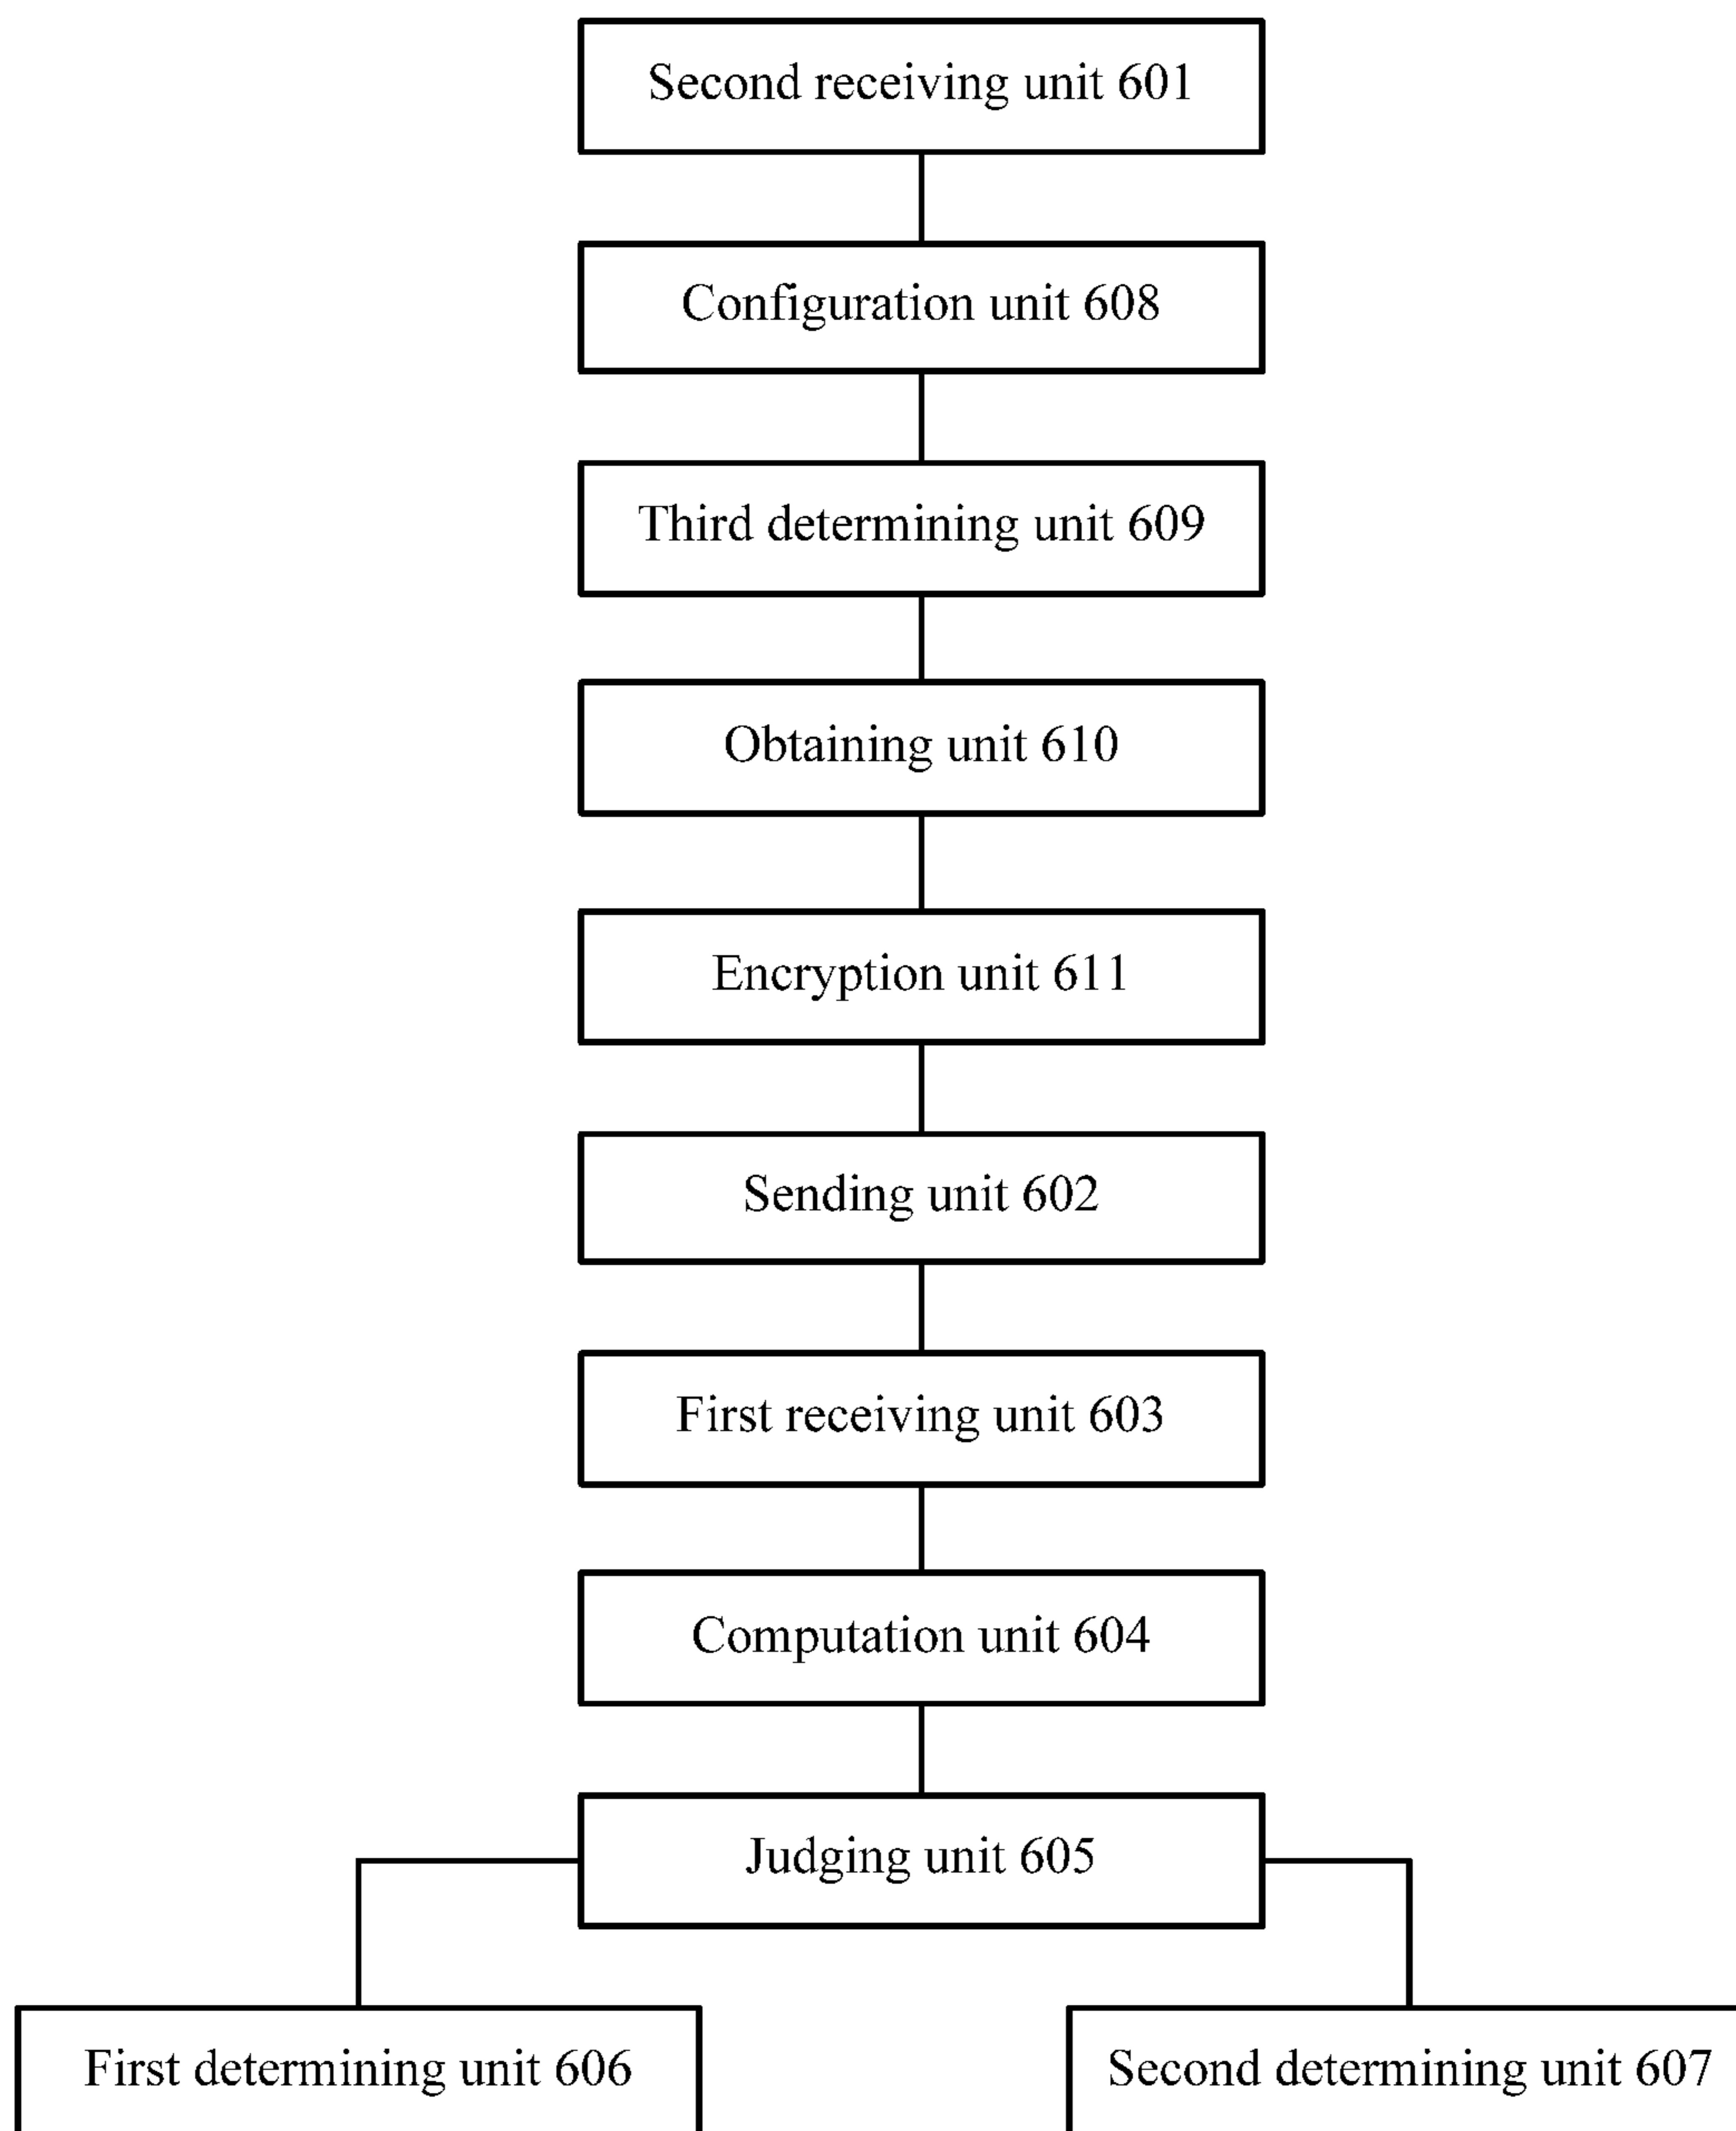 Second receiving unit 601
Configuration unit 608
Third determining unit 609
Obtaining unit 610
Encryption unit 611
Sending unit 602
First receiving unit 603
Computation unit 604
Judging unit 605
First determining unit 606
Second determining unit 607